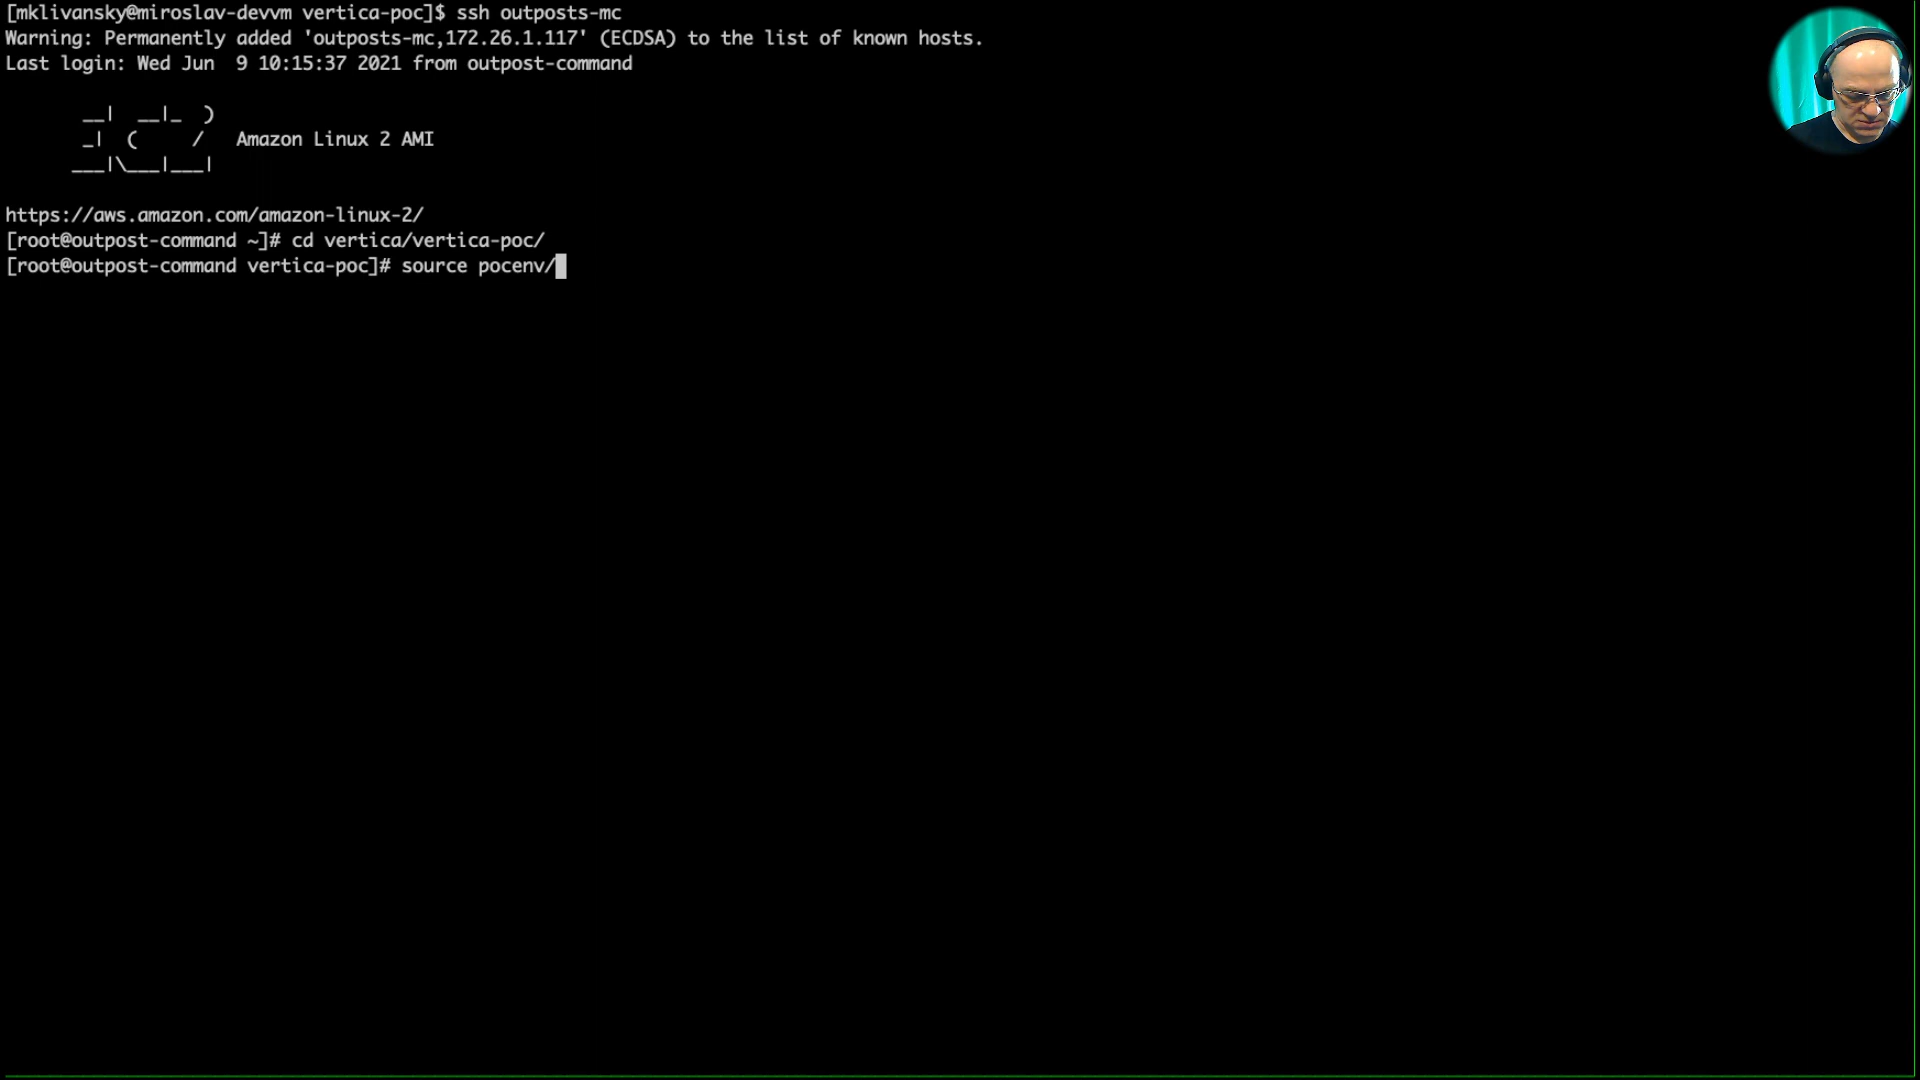 [mklivansky@miroslav-devvm vertica-poc]$ ssh outposts-mc
Warning: Permanently added 'outposts-mc,172.26.1.117' (ECDSA) to the list of known hosts.
Last login: Wed Jun  9 10:15:37 2021 from outpost-command
       __|  __|_  )
       _|  (     /   Amazon Linux 2 AMI
      ___|\___|___|
https://aws.amazon.com/amazon-linux-2/
[root@outpost-command ~]# cd vertica/vertica-poc/
[root@outpost-command vertica-poc]# source pocenv/